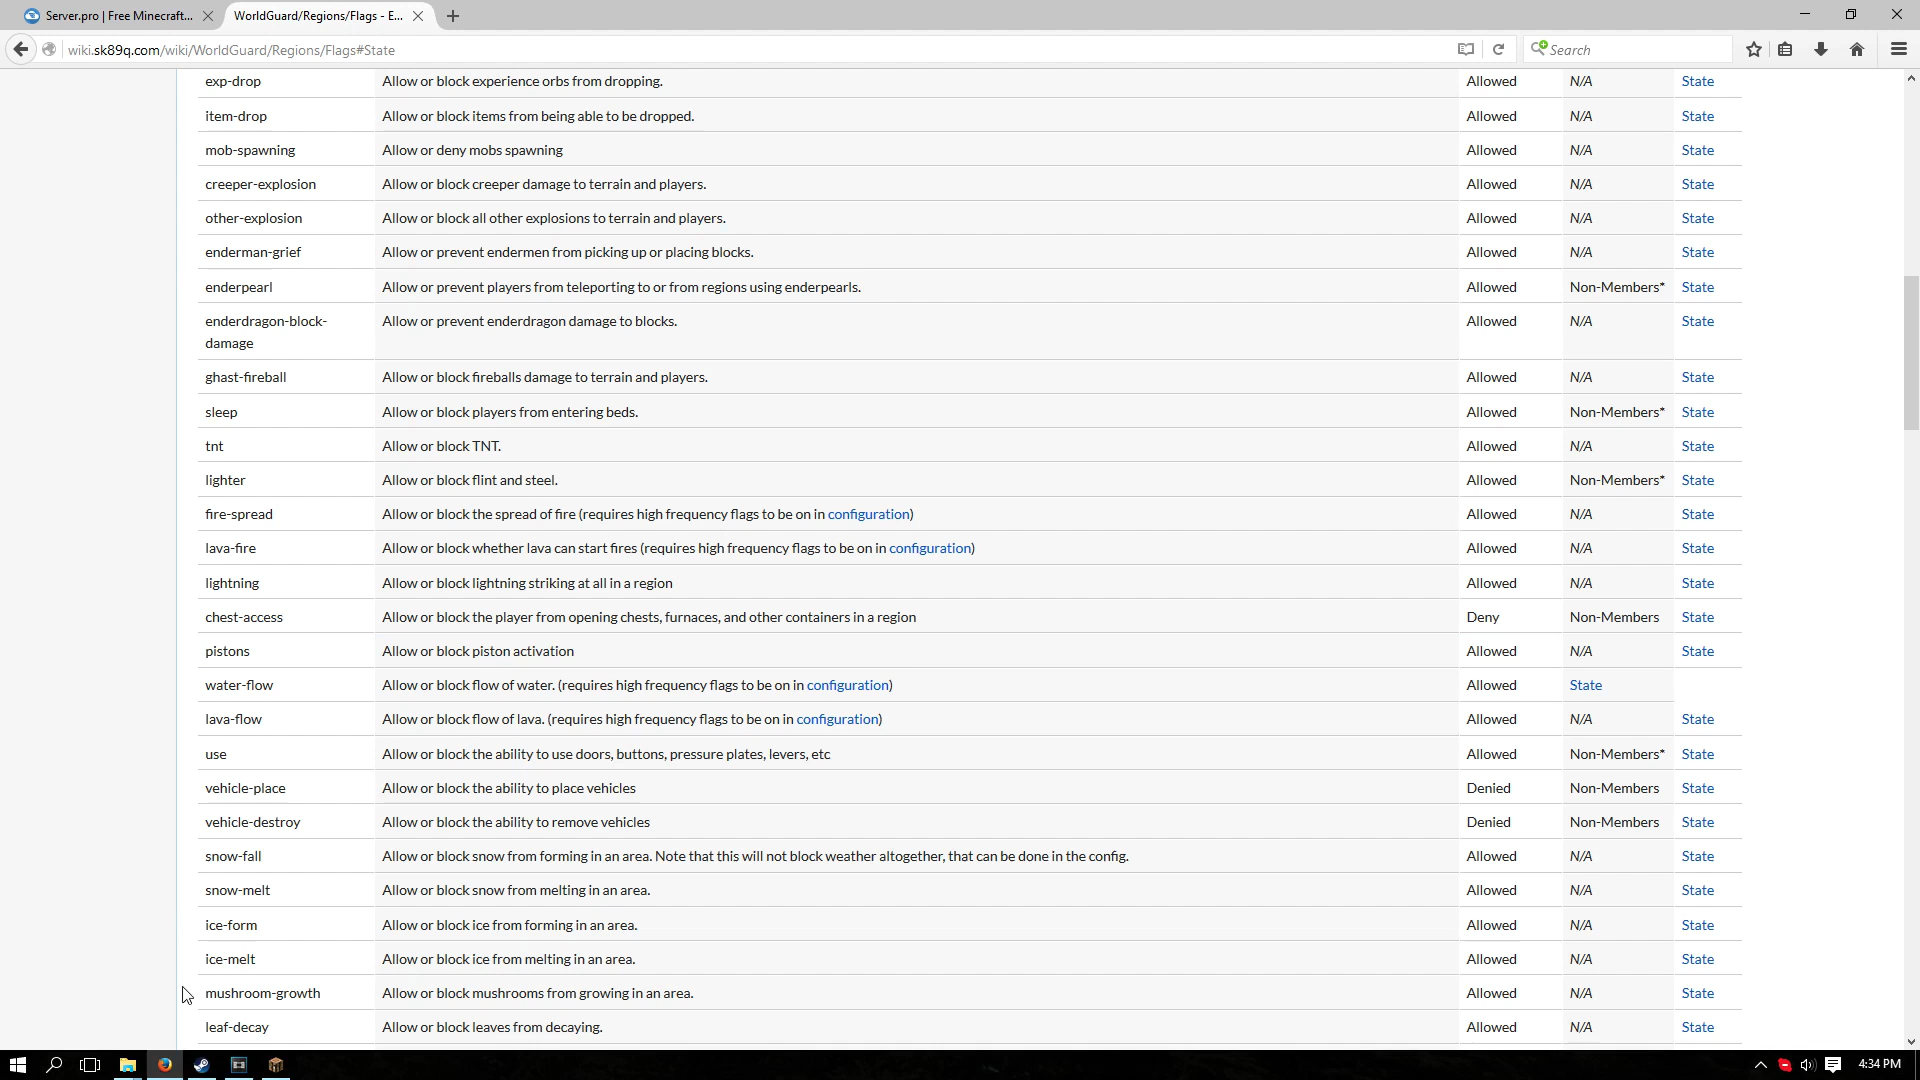 Server.pro | Free Minecraft...
WorldGuard/Regions/Flags - E...
wiki.sk89q.com/wiki/WorldGuard/Regions/Flags#State
Search
exp-drop Allow or block experience orbs from dropping. Allowed N/A State
item-drop Allow or block items from being able to be dropped. Allowed N/A State
mob-spawning Allow or deny mobs spawning Allowed N/A State
creeper-explosion Allow or block creeper damage to terrain and players. Allowed N/A State
other-explosion Allow or block all other explosions to terrain and players. Allowed N/A State
enderman-grief Allow or prevent endermen from picking up or placing blocks. Allowed N/A State
enderpearl Allow or prevent players from teleporting to or from regions using enderpearls. Allowed Non-Members* State
enderdragon-block- Allow or prevent enderdragon damage to blocks. Allowed N/A State
damage
ghast-fireball Allow or block fireballs damage to terrain and players. Allowed N/A State
sleep Allow or block players from entering beds. Allowed Non-Members* State
tnt Allow or block TNT. Allowed N/A State
lighter Allow or block flint and steel. Allowed Non-Members* State
fire-spread Allow or block the spread of fire (requires high frequency flags to be on in configuration) Allowed N/A State
lava-fire Allow or block whether lava can start fires (requires high frequency flags to be on in configuration) Allowed N/A State
lightning Allow or block lightning striking at all in a region Allowed N/A State
chest-access Allow or block the player from opening chests, furnaces, and other containers in a region Deny Non-Members State
pistons Allow or block piston activation Allowed N/A State
water-flow Allow or block flow of water. (requires high frequency flags to be on in configuration) Allowed State
lava-flow Allow or block flow of lava. (requires high frequency flags to be on in configuration) Allowed N/A State
use Allow or block the ability to use doors, buttons, pressure plates, levers, etc Allowed Non-Members* State
vehicle-place Allow or block the ability to place vehicles Denied Non-Members State
vehicle-destroy Allow or block the ability to remove vehicles Denied Non-Members State
snow-fall Allow or block snow from forming in an area. Note that this will not block weather altogether, that can be done in the config. Allowed N/A State
snow-melt Allow or block snow from melting in an area. Allowed N/A State
ice-form Allow or block ice from forming in an area. Allowed N/A State
ice-melt Allow or block ice from melting in an area. Allowed N/A State
mushroom-growth Allow or block mushrooms from growing in an area. Allowed N/A State
leaf-decay Allow or block leaves from decaying. Allowed N/A State
4:34 PM